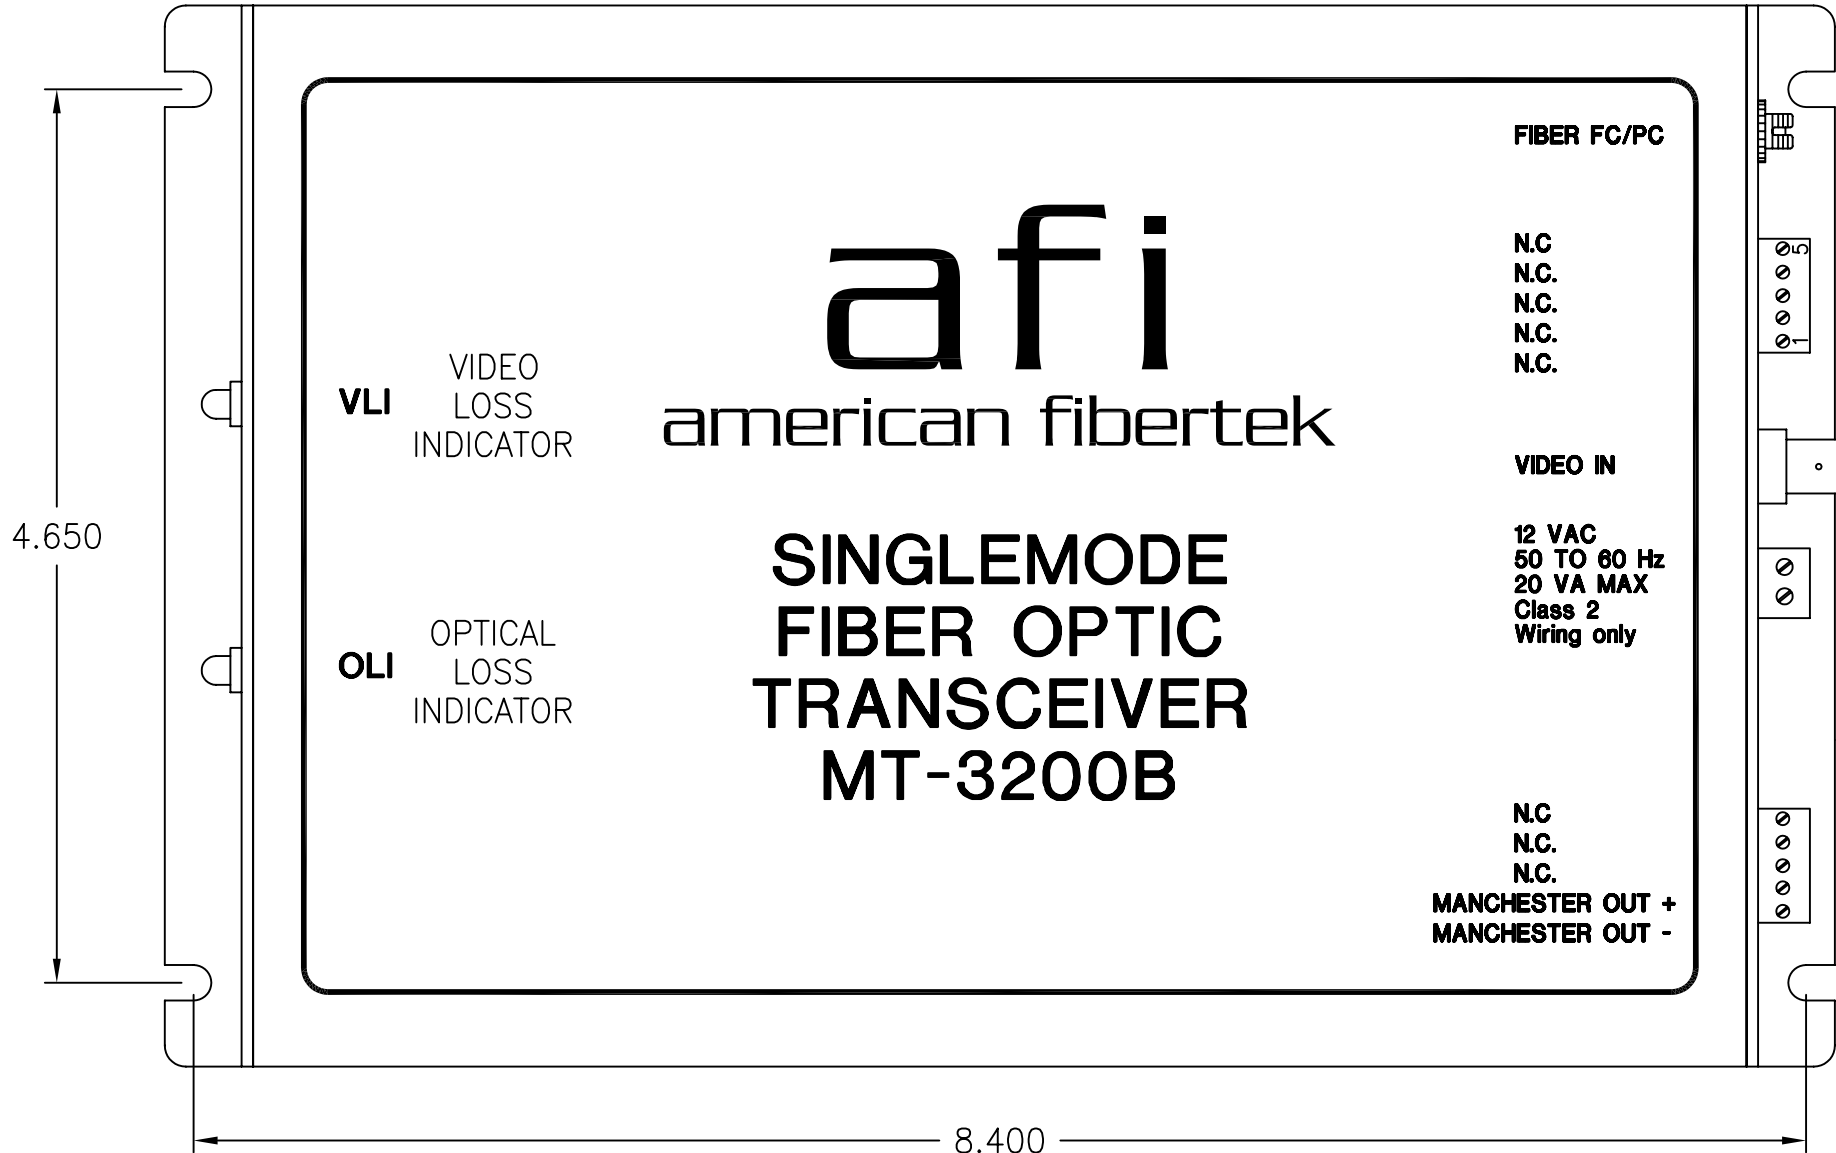 FIBER FC/PC
afi
american fibertek
N.C
N.C.
N.C.
N.C.
N.C.
5
1
VLI
VIDEO
LOSS
INDICATOR
VIDEO IN
4.650
SINGLEMODE
FIBER OPTIC
TRANSCEIVER
MT-3200B
12 VAC
50 TO 60 Hz
20 VA MAX
Class 2
Wiring only
OLI
OPTICAL
LOSS
INDICATOR
N.C
N.C.
N.C.
MANCHESTER OUT +
MANCHESTER OUT -
8.400